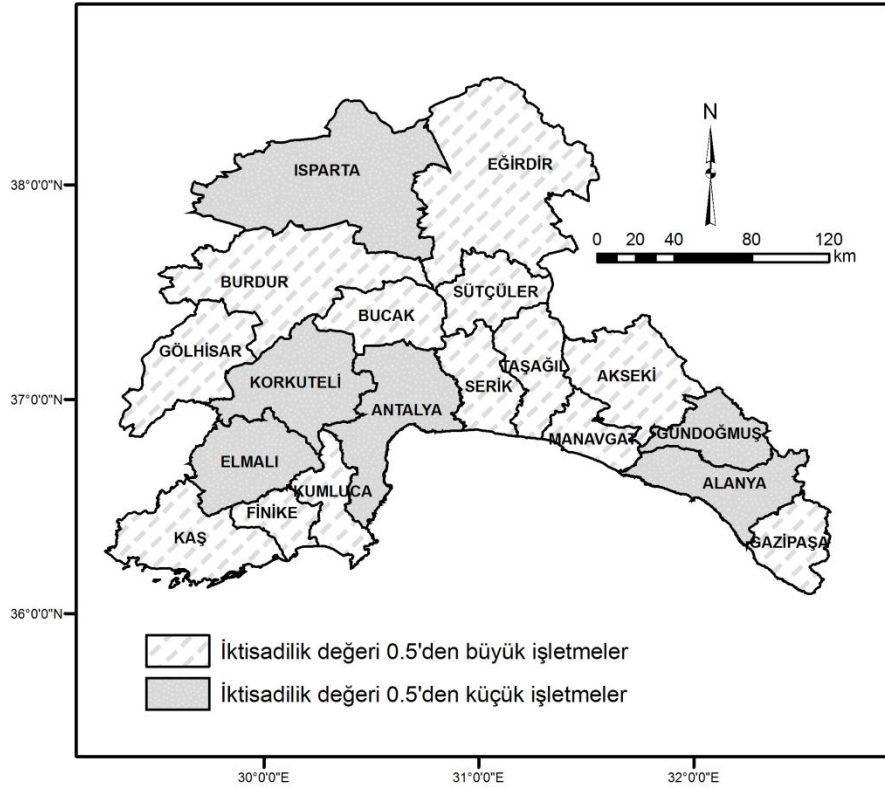 N
ISPARTA
EĞİRDİR
38°0'0"N
0 20 40 80 120
km
BURDUR
SÜTÇÜLER
BUCAK
GÖLHİSAR
TAŞAĞIL
AKSEKİ
KORKUTELİ
SERİK
37°0'0"N
ANTALYA
MANAVGAT
GÜNDOĞMUŞ
ELMALI
ALANYA
KUMLUCA
FİNİKE
KAŞ
GAZİPAŞA
36°0'0"N
İktisadilik değeri 0.5'den büyük işletmeler
İktisadilik değeri 0.5'den küçük işletmeler
30°0'0"E 31°0'0"E 32°0'0"E